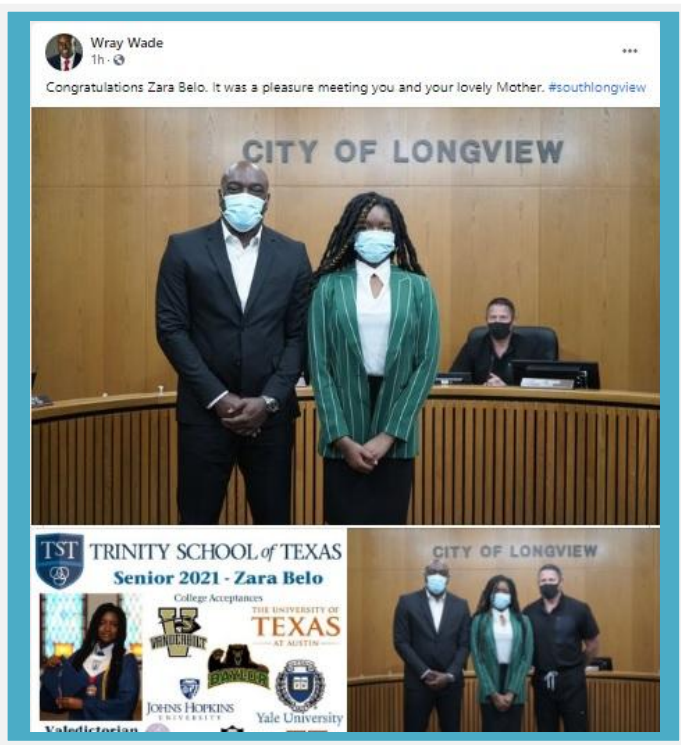 Wray Wade
1h ·
Congratulations Zara Belo. It was a pleasure meeting you and your lovely Mother. #southlongview
CITY OF LONGVIEW
TST TRINITY SCHOOL of TEXAS
Senior 2021 - Zara Belo
College Acceptances
VANDERBILT
THE UNIVERSITY OF
TEXAS
AT AUSTIN
BAYLOR
JOHNS HOPKINS
UNIVERSITY
Yale University
Valedictorian
CITY OF LONGVIEW